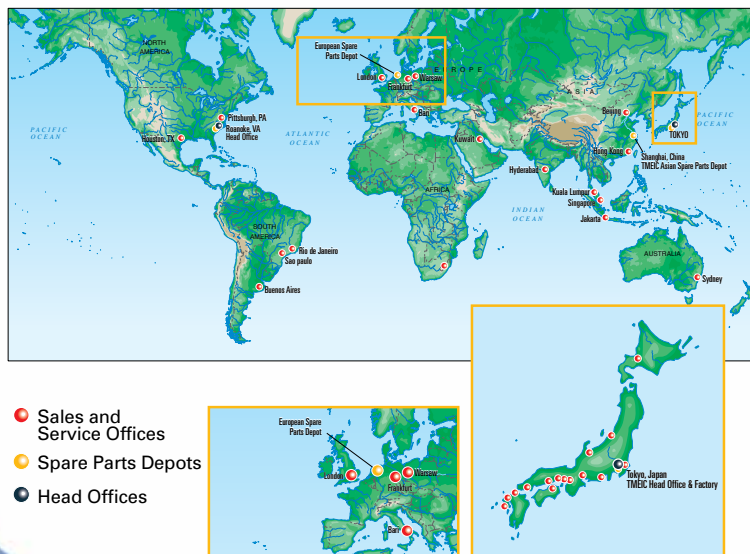 NORTH
AMERICA
European Spare
Parts Depot
EUROPE
London
Warsaw
Frankfurt
ASIA
Bari
Beijing
PACIFIC
OCEAN
Pittsburgh, PA
Roanoke, VA
Head Office
Houston, TX
ATLANTIC
OCEAN
Kuwait
TOKYO
PACIFIC
OCEAN
Hong Kong
Shanghai, China
TMEIC Asian Spare Parts Depot
Hyderabad
AFRICA
Kuala Lumpur
Singapore
Jakarta
INDIAN
OCEAN
SOUTH
AMERICA
Rio de Janeiro
Sao paulo
AUSTRALIA
Sydney
Buenos Aires
Sales and
Service Offices
Spare Parts Depots
Head Offices
European Spare
Parts Depot
London
Warsaw
Frankfurt
Bari
Tokyo, Japan
TMEIC Head Office & Factory